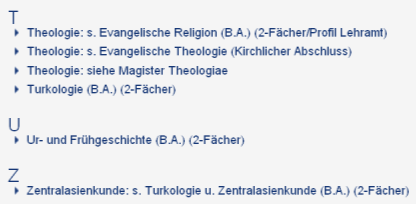 T
Theologie: s. Evangelische Religion (B.A.) (2-Fächer/Profil Lehramt)
Theologie: s. Evangelische Theologie (Kirchlicher Abschluss)
Theologie: siehe Magister Theologiae
Turkologie (B.A.) (2-Fächer)
U
Ur- und Frühgeschichte (B.A.) (2-Fächer)
Z
Zentralasienkunde: s. Turkologie u. Zentralasienkunde (B.A.) (2-Fächer)